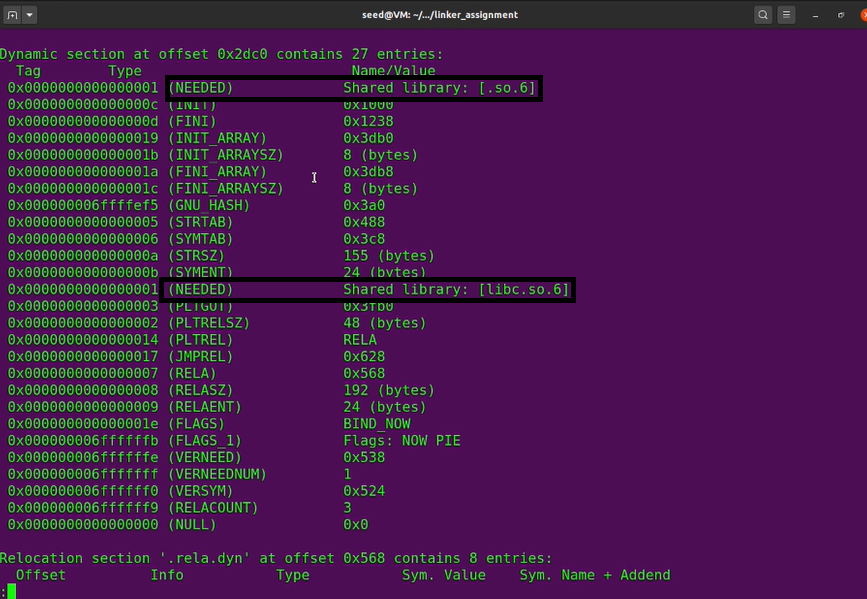 seed@VM: ~/.../linker_assignment
Dynamic section at offset 0x2dc0 contains 27 entries:
Tag Type Name/Value
0x0000000000000001 (NEEDED) Shared library: [.so.6]
0x000000000000000c (INIT) 0x1000
0x000000000000000d (FINI) 0x1238
0x0000000000000019 (INIT_ARRAY) 0x3db0
0x000000000000001b (INIT_ARRAYSZ) 8 (bytes)
0x000000000000001a (FINI_ARRAY) 0x3db8
0x000000000000001c (FINI_ARRAYSZ) 8 (bytes)
0x000000006ffffef5 (GNU_HASH) 0x3a0
0x0000000000000005 (STRTAB) 0x488
0x0000000000000006 (SYMTAB) 0x3c8
0x000000000000000a (STRSZ) 155 (bytes)
0x000000000000000b (SYMENT) 24 (bytes)
0x0000000000000001 (NEEDED) Shared library: [libc.so.6]
0x0000000000000003 (PLTGOT) 0x3fb0
0x0000000000000002 (PLTRELSZ) 48 (bytes)
0x0000000000000014 (PLTREL) RELA
0x0000000000000017 (JMPREL) 0x628
0x0000000000000007 (RELA) 0x568
0x0000000000000008 (RELASZ) 192 (bytes)
0x0000000000000009 (RELAENT) 24 (bytes)
0x000000000000001e (FLAGS) BIND_NOW
0x000000006ffffffb (FLAGS_1) Flags: NOW PIE
0x000000006ffffffe (VERNEED) 0x538
0x000000006fffffff (VERNEEDNUM) 1
0x000000006ffffff0 (VERSYM) 0x524
0x000000006ffffff9 (RELACOUNT) 3
0x0000000000000000 (NULL) 0x0
Relocation section '.rela.dyn' at offset 0x568 contains 8 entries:
Offset Info Type Sym. Value Sym. Name + Addend
: